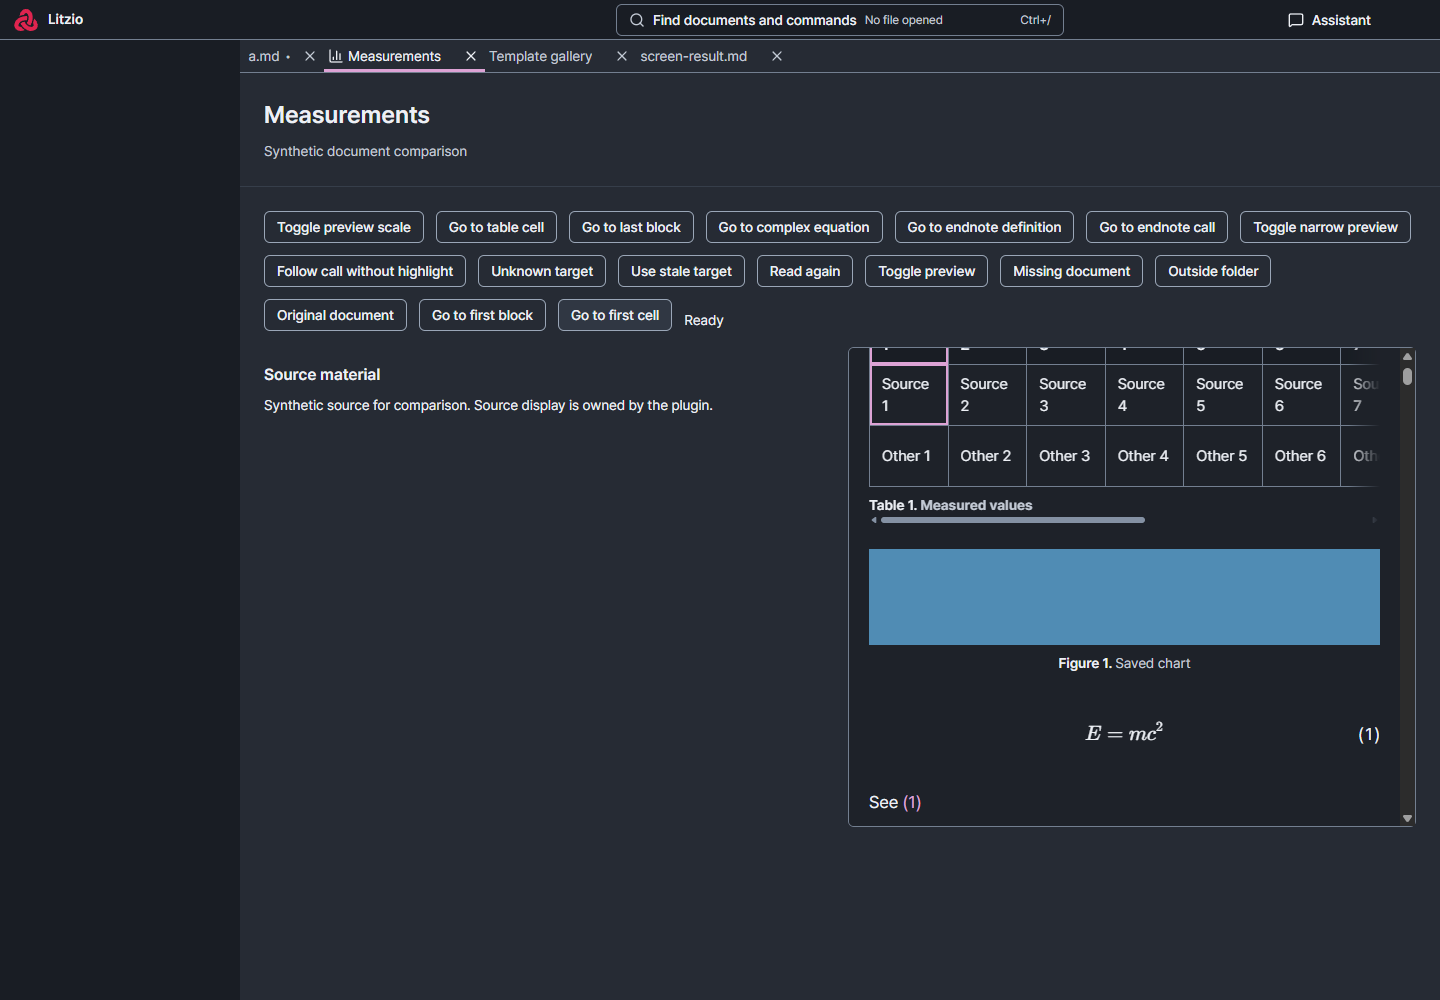 Litzio
Find documents and commands No file opened Ctrl+/
Assistant
a.md •
Measurements
Template gallery
screen-result.md
Measurements
Synthetic document comparison
Toggle preview scale
Go to table cell
Go to last block
Go to complex equation
Go to endnote definition
Go to endnote call
Toggle narrow preview
Follow call without highlight
Unknown target
Use stale target
Read again
Toggle preview
Missing document
Outside folder
Original document
Go to first block
Go to first cell
Ready
Source material
Synthetic source for comparison. Source display is owned by the plugin.
Source 1
Source 2
Source 3
Source 4
Source 5
Source 6
Sou 7
Other 1
Other 2
Other 3
Other 4
Other 5
Other 6
Oth
Table 1. Measured values
Figure 1. Saved chart
E = mc²
(1)
See (1)